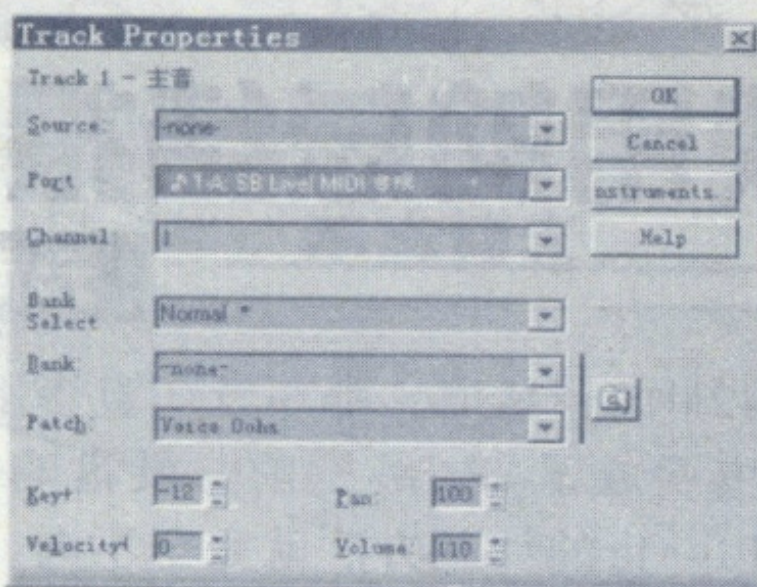 Track Properties
Track 1 - 主音
Source: -none-
OK
Cancel
Port 1-A: SB Live! MIDI
nstruments..
Channel 1
Help
Bank Select Normal *
Bank -none-
Patch: Voice Oohs
Key+ -12 Pan: 100
Velocity+ 0 Volume: 110